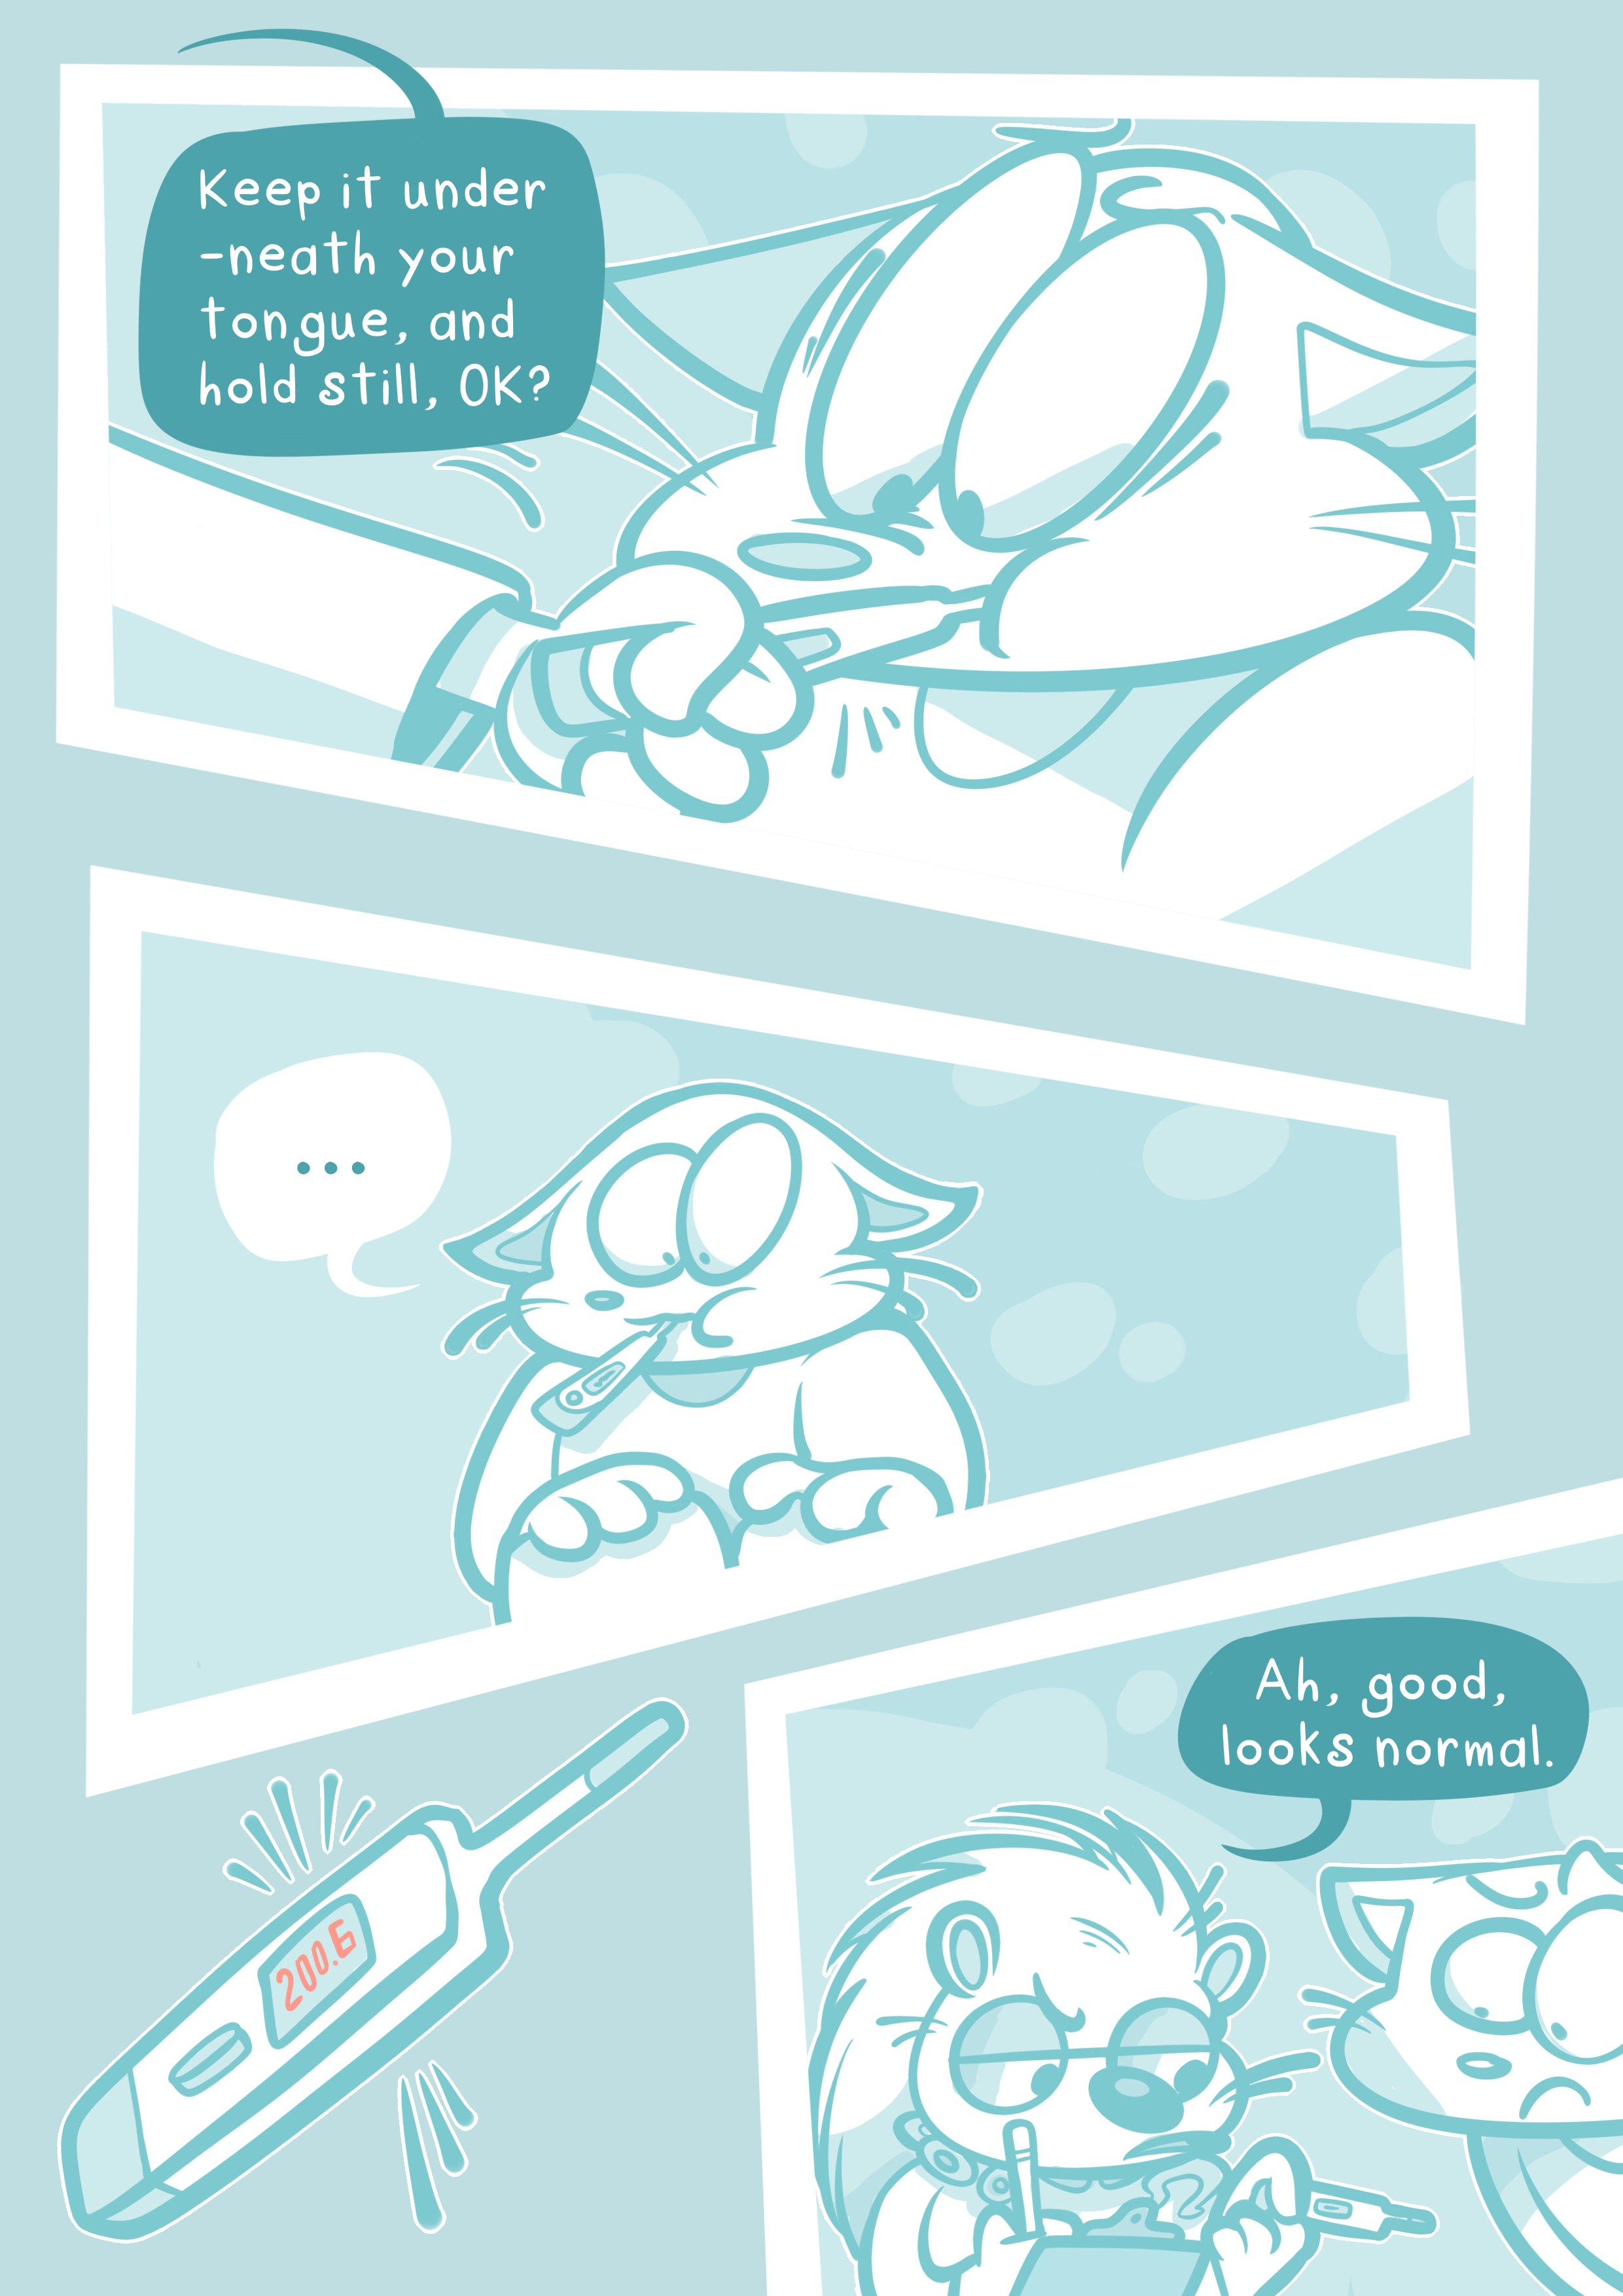 Keep it under
-neath your
tongue, and
hold still, OK?
...
200.6
Ah, good,
looks normal.